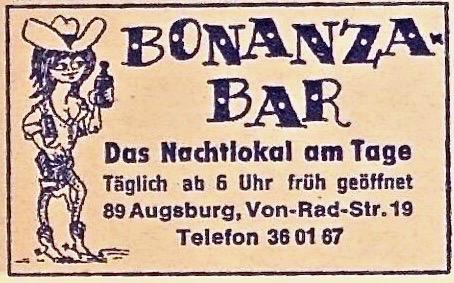 BONANZA-
BAR
Das Nachtlokal am Tage
Täglich ab 6 Uhr früh geöffnet
89 Augsburg, Von-Rad-Str. 19
Telefon 36 01 67